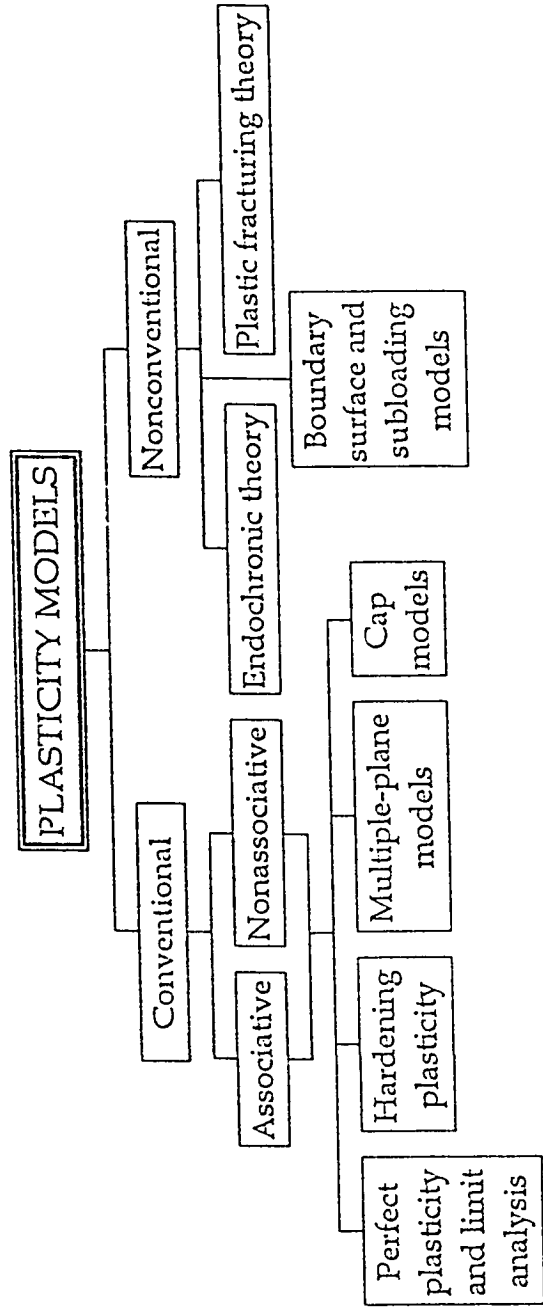 PLASTICITY MODELS
Conventional
Nonconventional
Associative
Nonassociative
Endochronic theory
Plastic fracturing theory
Boundary
surface and
subloading
models
Perfect
plasticity
and limit
analysis
Hardening
plasticity
Multiple-plane
models
Cap
models